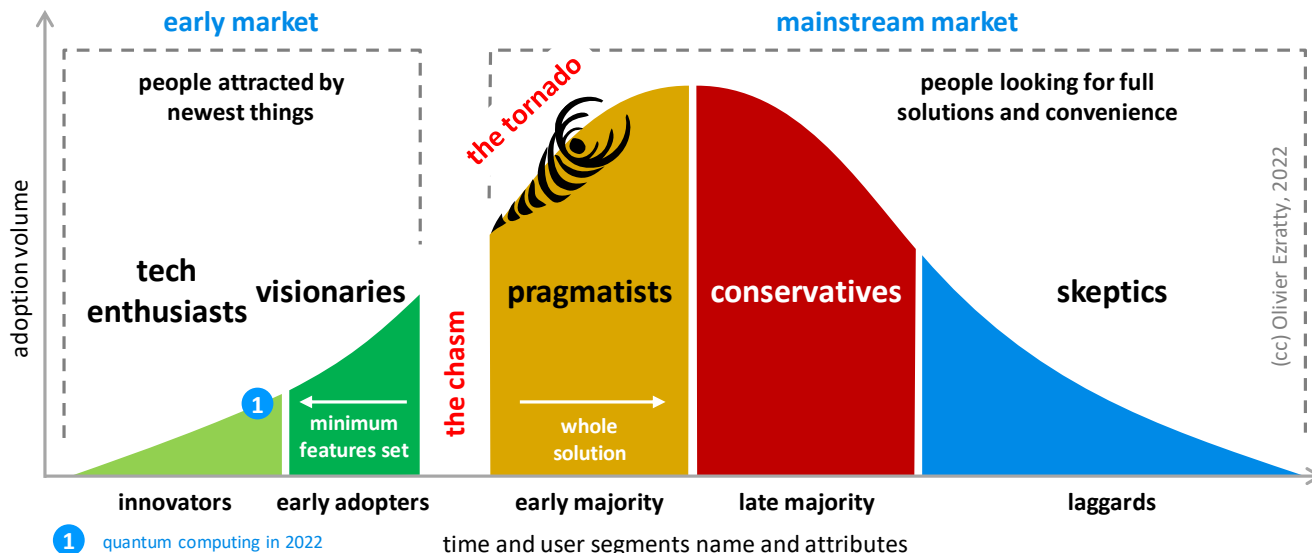 early market
mainstream market
people attracted by
newest things
people looking for full
solutions and convenience
the tornado
adoption volume
tech
enthusiasts
visionaries
the chasm
pragmatists
conservatives
skeptics
(cc) Olivier Ezratty, 2022
1
minimum
features set
whole
solution
innovators
early adopters
early majority
late majority
laggards
1
quantum computing in 2022
time and user segments name and attributes